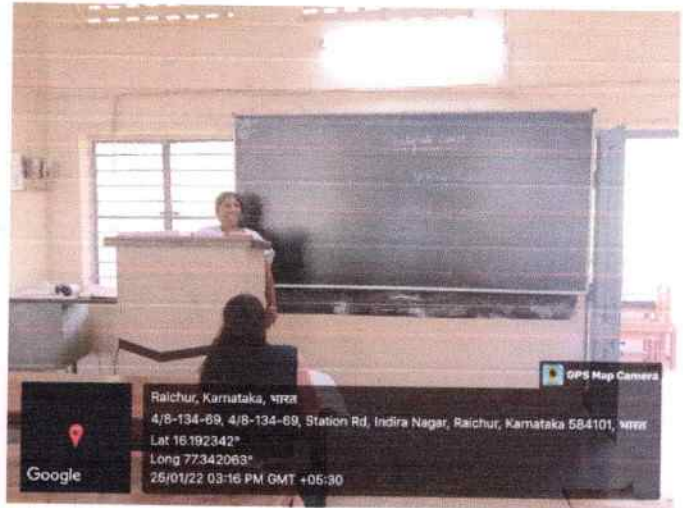 GPS Map Camera
Raichur, Karnataka, भारत
4/8-134-69, 4/8-134-69, Station Rd, Indira Nagar, Raichur, Karnataka 584101, भारत
Lat 16.192342°
Long 77.342063°
25/01/22 03:16 PM GMT +05:30
Google